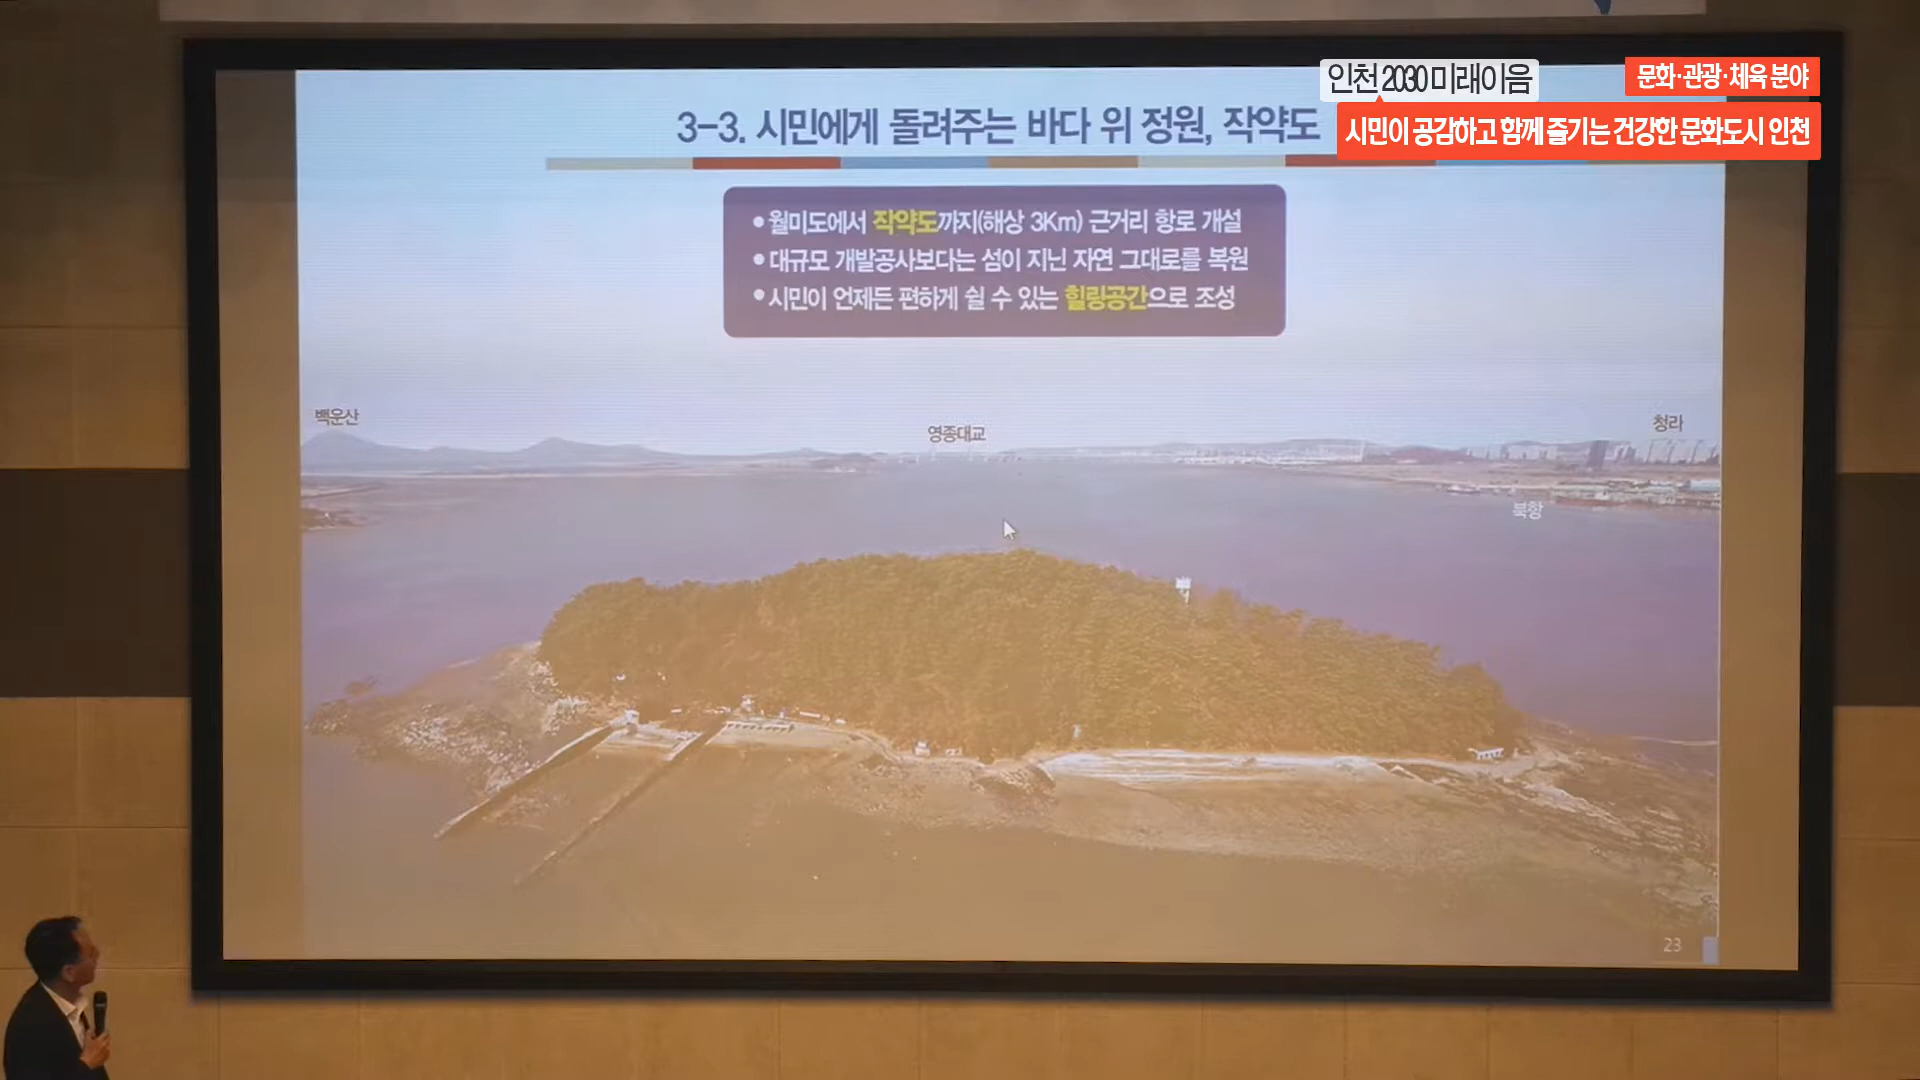 인천 2030 미래이음
문화·관광·체육 분야
시민이 공감하고 함께 즐기는 건강한 문화도시 인천
3-3. 시민에게 돌려주는 바다 위 정원, 작약도
●월미도에서 작약도까지(해상 3Km) 근거리 항로 개설
●대규모 개발공사보다는 섬이 지닌 자연 그대로를 복원
●시민이 언제든 편하게 쉴 수 있는 힐링공간으로 조성
백운산
영종대교
청라
북항
23